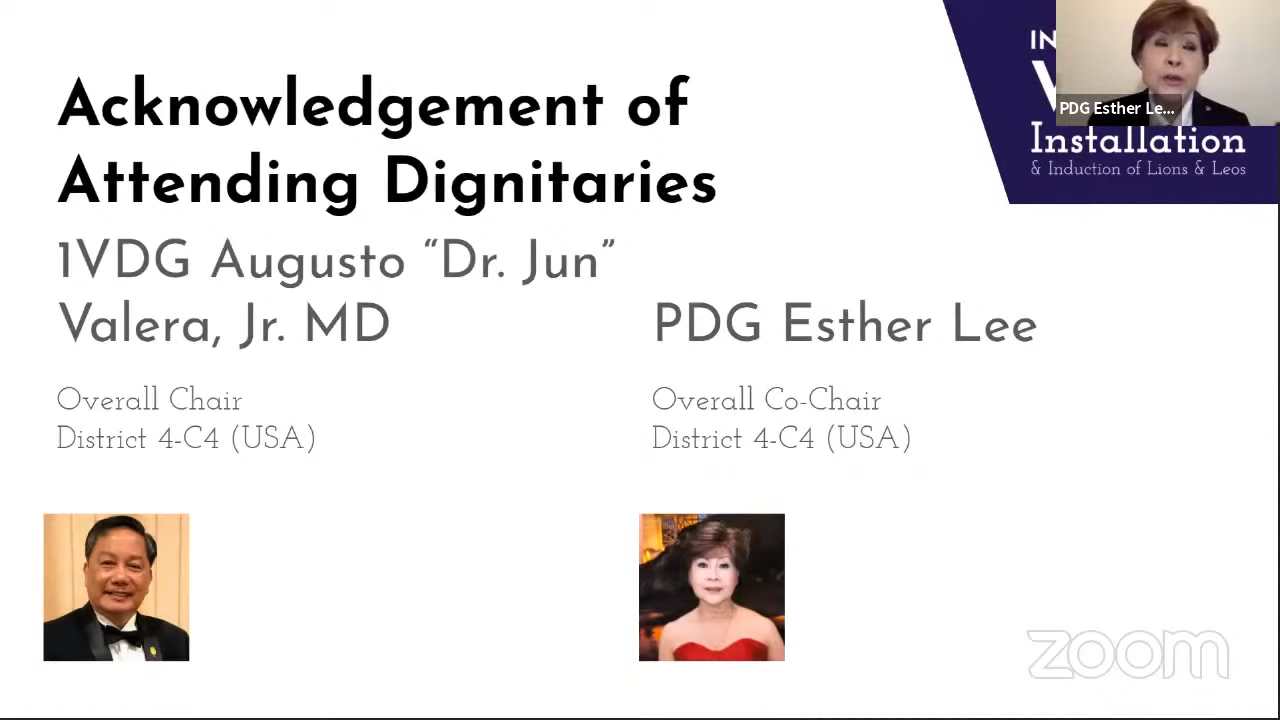 Acknowledgement of
Attending Dignitaries
1VDG Augusto “Dr. Jun”
Valera, Jr. MD
Overall Chair
District 4-C4 (USA)
PDG Esther Lee
Overall Co-Chair
District 4-C4 (USA)
PDG Esther Le...
Installation
& Induction of Lions & Leos
zoom